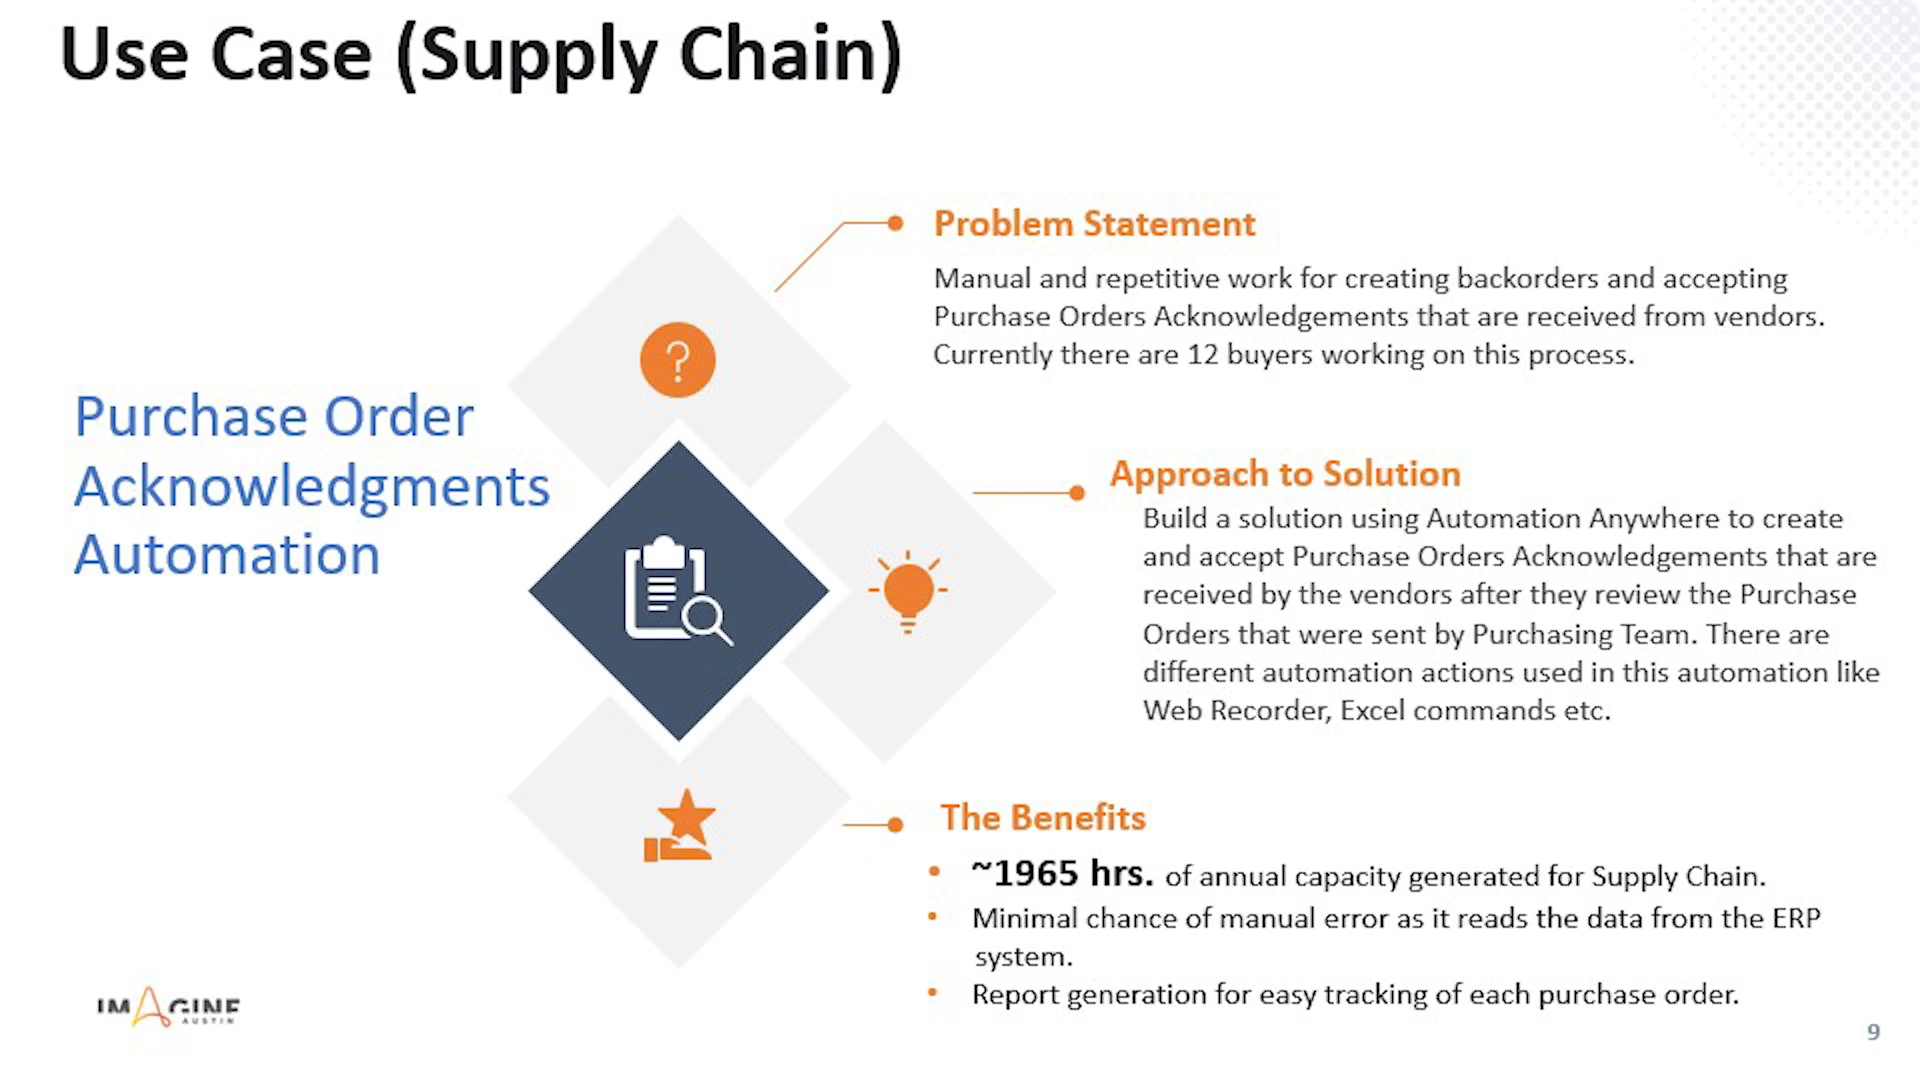 Use Case (Supply Chain)
Problem Statement
Manual and repetitive work for creating backorders and accepting
Purchase Orders Acknowledgements that are received from vendors.
Currently there are 12 buyers working on this process.
Purchase Order
Acknowledgments
Automation
Approach to Solution
Build a solution using Automation Anywhere to create
and accept Purchase Orders Acknowledgements that are
received by the vendors after they review the Purchase
Orders that were sent by Purchasing Team. There are
different automation actions used in this automation like
Web Recorder, Excel commands etc.
The Benefits
• ~1965 hrs. of annual capacity generated for Supply Chain.
• Minimal chance of manual error as it reads the data from the ERP
system.
• Report generation for easy tracking of each purchase order.
IMAGINE
AUSTIN
9